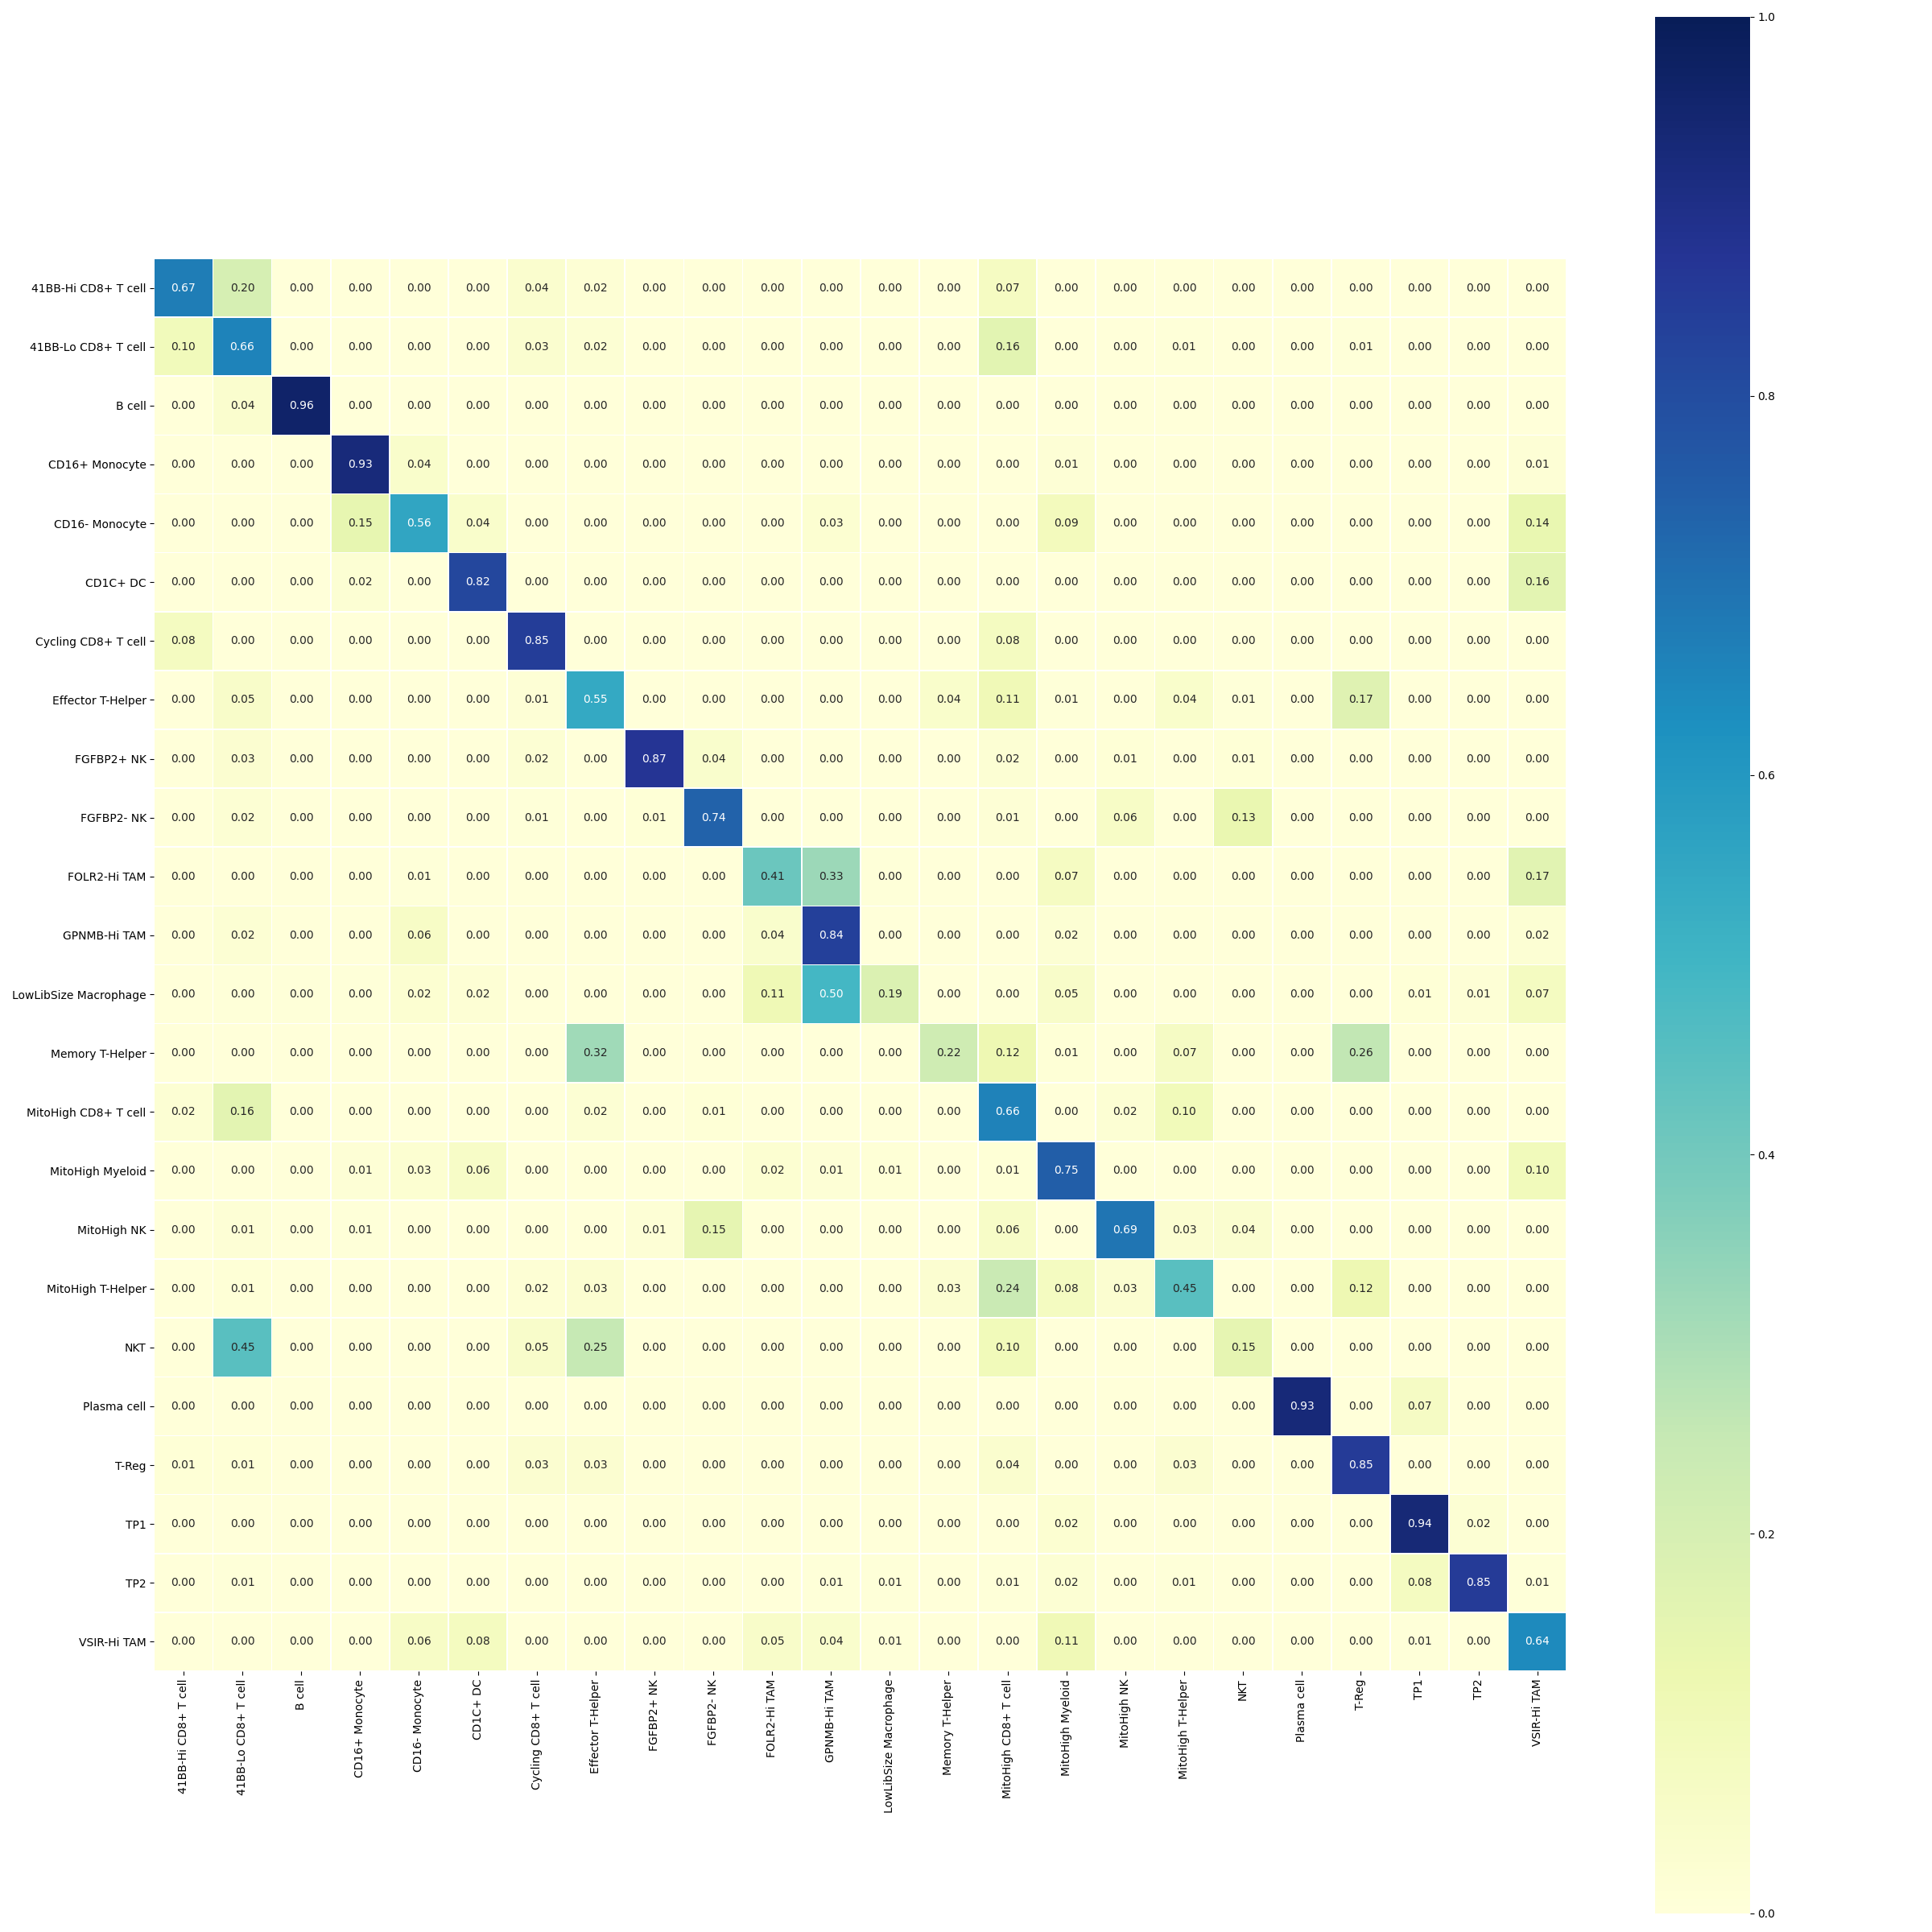 1.0
41BB-Hi CD8+ T cell 0.67 0.20 0.00 0.00 0.00 0.00 0.04 0.02 0.00 0.00 0.00 0.00 0.00 0.00 0.07 0.00 0.00 0.00 0.00 0.00 0.00 0.00 0.00 0.00
41BB-Lo CD8+ T cell 0.10 0.66 0.00 0.00 0.00 0.00 0.03 0.02 0.00 0.00 0.00 0.00 0.00 0.00 0.16 0.00 0.00 0.01 0.00 0.00 0.01 0.00 0.00 0.00
0.8
B cell 0.00 0.04 0.96 0.00 0.00 0.00 0.00 0.00 0.00 0.00 0.00 0.00 0.00 0.00 0.00 0.00 0.00 0.00 0.00 0.00 0.00 0.00 0.00 0.00
CD16+ Monocyte 0.00 0.00 0.00 0.93 0.04 0.00 0.00 0.00 0.00 0.00 0.00 0.00 0.00 0.00 0.00 0.01 0.00 0.00 0.00 0.00 0.00 0.00 0.00 0.01
CD16- Monocyte 0.00 0.00 0.00 0.15 0.56 0.04 0.00 0.00 0.00 0.00 0.00 0.03 0.00 0.00 0.00 0.09 0.00 0.00 0.00 0.00 0.00 0.00 0.00 0.14
CD1C+ DC 0.00 0.00 0.00 0.02 0.00 0.82 0.00 0.00 0.00 0.00 0.00 0.00 0.00 0.00 0.00 0.00 0.00 0.00 0.00 0.00 0.00 0.00 0.00 0.16
Cycling CD8+ T cell 0.08 0.00 0.00 0.00 0.00 0.00 0.85 0.00 0.00 0.00 0.00 0.00 0.00 0.00 0.08 0.00 0.00 0.00 0.00 0.00 0.00 0.00 0.00 0.00
Effector T-Helper 0.00 0.05 0.00 0.00 0.00 0.00 0.01 0.55 0.00 0.00 0.00 0.00 0.00 0.04 0.11 0.01 0.00 0.04 0.01 0.00 0.17 0.00 0.00 0.00
FGFBP2+ NK 0.00 0.03 0.00 0.00 0.00 0.00 0.02 0.00 0.87 0.04 0.00 0.00 0.00 0.00 0.02 0.00 0.01 0.00 0.01 0.00 0.00 0.00 0.00 0.00
0.6
FGFBP2- NK 0.00 0.02 0.00 0.00 0.00 0.00 0.01 0.00 0.01 0.74 0.00 0.00 0.00 0.00 0.01 0.00 0.06 0.00 0.13 0.00 0.00 0.00 0.00 0.00
FOLR2-Hi TAM 0.00 0.00 0.00 0.01 0.00 0.00 0.00 0.00 0.00 0.00 0.41 0.33 0.00 0.00 0.00 0.07 0.00 0.00 0.00 0.00 0.00 0.00 0.00 0.17
GPNMB-Hi TAM 0.00 0.02 0.00 0.00 0.06 0.00 0.00 0.00 0.00 0.00 0.04 0.84 0.00 0.00 0.00 0.02 0.00 0.00 0.00 0.00 0.00 0.00 0.00 0.02
LowLibSize Macrophage 0.00 0.00 0.00 0.00 0.02 0.02 0.00 0.00 0.00 0.00 0.11 0.50 0.19 0.00 0.00 0.05 0.00 0.00 0.00 0.00 0.00 0.01 0.01 0.07
Memory T-Helper 0.00 0.00 0.00 0.00 0.00 0.00 0.00 0.32 0.00 0.00 0.00 0.00 0.00 0.22 0.12 0.01 0.00 0.07 0.00 0.00 0.26 0.00 0.00 0.00
MitoHigh CD8+ T cell 0.02 0.16 0.00 0.00 0.00 0.00 0.00 0.02 0.00 0.01 0.00 0.00 0.00 0.00 0.66 0.00 0.02 0.10 0.00 0.00 0.00 0.00 0.00 0.00
0.4
MitoHigh Myeloid 0.00 0.00 0.00 0.01 0.03 0.06 0.00 0.00 0.00 0.00 0.02 0.01 0.01 0.00 0.01 0.75 0.00 0.00 0.00 0.00 0.00 0.00 0.00 0.10
MitoHigh NK 0.00 0.01 0.00 0.01 0.00 0.00 0.00 0.00 0.01 0.15 0.00 0.00 0.00 0.00 0.06 0.00 0.69 0.03 0.04 0.00 0.00 0.00 0.00 0.00
MitoHigh T-Helper 0.00 0.01 0.00 0.00 0.00 0.00 0.02 0.03 0.00 0.00 0.00 0.00 0.00 0.03 0.24 0.08 0.03 0.45 0.00 0.00 0.12 0.00 0.00 0.00
NKT 0.00 0.45 0.00 0.00 0.00 0.00 0.05 0.25 0.00 0.00 0.00 0.00 0.00 0.00 0.10 0.00 0.00 0.00 0.15 0.00 0.00 0.00 0.00 0.00
Plasma cell 0.00 0.00 0.00 0.00 0.00 0.00 0.00 0.00 0.00 0.00 0.00 0.00 0.00 0.00 0.00 0.00 0.00 0.00 0.00 0.93 0.00 0.07 0.00 0.00
T-Reg 0.01 0.01 0.00 0.00 0.00 0.00 0.03 0.03 0.00 0.00 0.00 0.00 0.00 0.00 0.04 0.00 0.00 0.03 0.00 0.00 0.85 0.00 0.00 0.00
TP1 0.00 0.00 0.00 0.00 0.00 0.00 0.00 0.00 0.00 0.00 0.00 0.00 0.00 0.00 0.00 0.02 0.00 0.00 0.00 0.00 0.00 0.94 0.02 0.00
0.2
TP2 0.00 0.01 0.00 0.00 0.00 0.00 0.00 0.00 0.00 0.00 0.00 0.01 0.01 0.00 0.01 0.02 0.00 0.01 0.00 0.00 0.00 0.08 0.85 0.01
VSIR-Hi TAM 0.00 0.00 0.00 0.00 0.06 0.08 0.00 0.00 0.00 0.00 0.05 0.04 0.01 0.00 0.00 0.11 0.00 0.00 0.00 0.00 0.00 0.01 0.00 0.64
41BB-Hi CD8+ T cell
41BB-Lo CD8+ T cell
B cell
CD16+ Monocyte
CD16- Monocyte
CD1C+ DC
Cycling CD8+ T cell
Effector T-Helper
FGFBP2+ NK
FGFBP2- NK
FOLR2-Hi TAM
GPNMB-Hi TAM
LowLibSize Macrophage
Memory T-Helper
MitoHigh CD8+ T cell
MitoHigh Myeloid
MitoHigh NK
MitoHigh T-Helper
NKT
Plasma cell
T-Reg
TP1
TP2
VSIR-Hi TAM
0.0